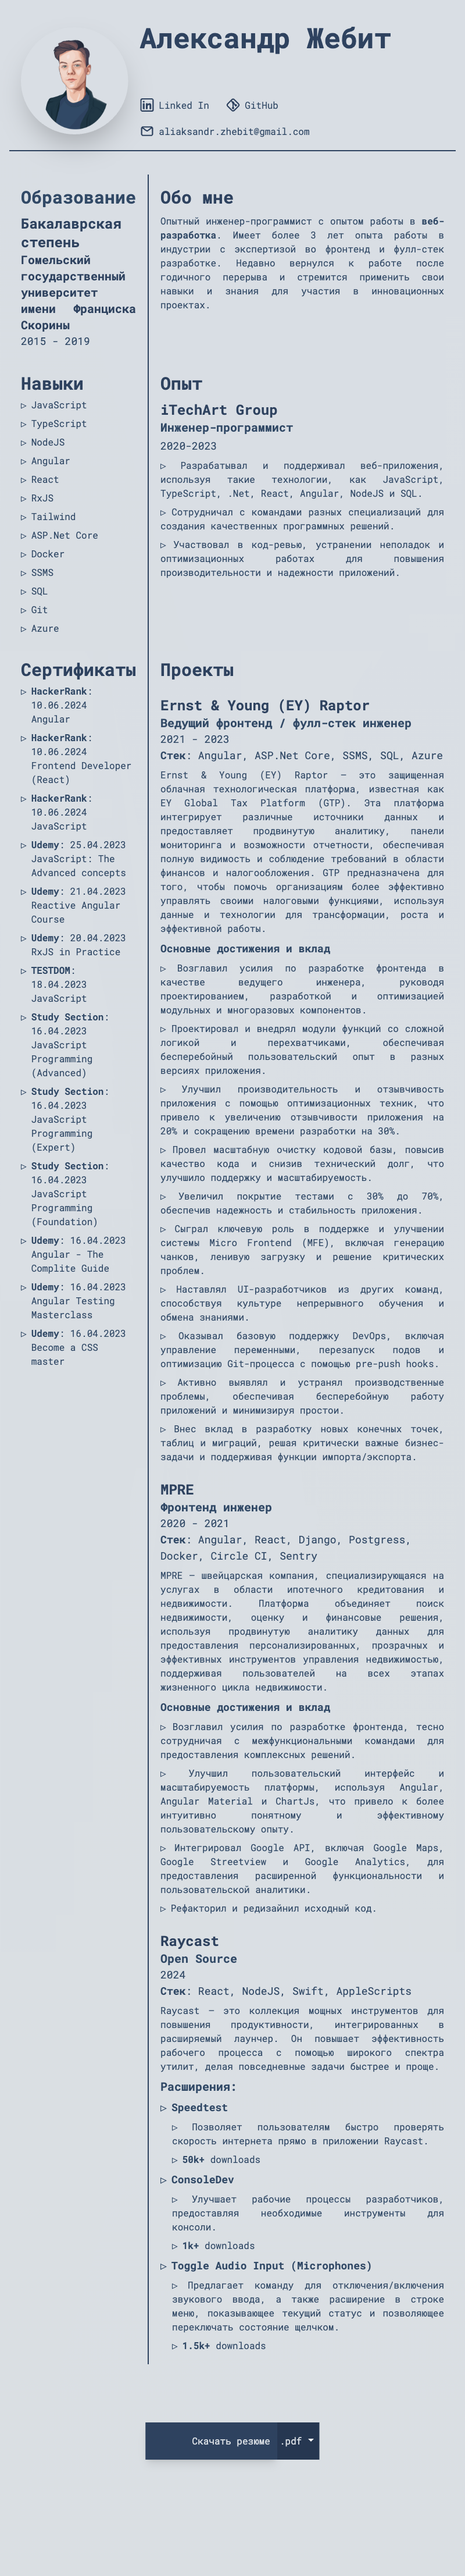 Александр Жебит
Linked In
GitHub
aliaksandr.zhebit@gmail.com
Образование
Бакалаврская
степень
Гомельский
государственный
университет
имени Франциска
Скорины
2015 - 2019
Обо мне
Опытный инженер-программист с опытом работы в веб-
разработка. Имеет более 3 лет опыта работы в
индустрии с экспертизой во фронтенд и фулл-стек
разработке. Недавно вернулся к работе после
годичного перерыва и стремится применить свои
навыки и знания для участия в инновационных
проектах.
Навыки
▷ JavaScript
▷ TypeScript
▷ NodeJS
▷ Angular
▷ React
▷ RxJS
▷ Tailwind
▷ ASP.Net Core
▷ Docker
▷ SSMS
▷ SQL
▷ Git
▷ Azure
Опыт
iTechArt Group
Инженер-программист
2020-2023
▷ Разрабатывал и поддерживал веб-приложения,
используя такие технологии, как JavaScript,
TypeScript, .Net, React, Angular, NodeJS и SQL.
▷ Сотрудничал с командами разных специализаций для
создания качественных программных решений.
▷ Участвовал в код-ревью, устранении неполадок и
оптимизационных работах для повышения
производительности и надежности приложений.
Сертификаты
▷ HackerRank:
10.06.2024
Angular
▷ HackerRank:
10.06.2024
Frontend Developer
(React)
▷ HackerRank:
10.06.2024
JavaScript
▷ Udemy: 25.04.2023
JavaScript: The
Advanced concepts
▷ Udemy: 21.04.2023
Reactive Angular
Course
▷ Udemy: 20.04.2023
RxJS in Practice
▷ TESTDOM:
18.04.2023
JavaScript
▷ Study Section:
16.04.2023
JavaScript
Programming
(Advanced)
▷ Study Section:
16.04.2023
JavaScript
Programming
(Expert)
▷ Study Section:
16.04.2023
JavaScript
Programming
(Foundation)
▷ Udemy: 16.04.2023
Angular - The
Complite Guide
▷ Udemy: 16.04.2023
Angular Testing
Masterclass
▷ Udemy: 16.04.2023
Become a CSS
master
Проекты
Ernst & Young (EY) Raptor
Ведущий фронтенд / фулл-стек инженер
2021 - 2023
Стек: Angular, ASP.Net Core, SSMS, SQL, Azure
Ernst & Young (EY) Raptor — это защищенная
облачная технологическая платформа, известная как
EY Global Tax Platform (GTP). Эта платформа
интегрирует различные источники данных и
предоставляет продвинутую аналитику, панели
мониторинга и возможности отчетности, обеспечивая
полную видимость и соблюдение требований в области
финансов и налогообложения. GTP предназначена для
того, чтобы помочь организациям более эффективно
управлять своими налоговыми функциями, используя
данные и технологии для трансформации, роста и
эффективной работы.
Основные достижения и вклад
▷ Возглавил усилия по разработке фронтенда в
качестве ведущего инженера, руководя
проектированием, разработкой и оптимизацией
модульных и многоразовых компонентов.
▷ Проектировал и внедрял модули функций со сложной
логикой и перехватчиками, обеспечивая
бесперебойный пользовательский опыт в разных
версиях приложения.
▷ Улучшил производительность и отзывчивость
приложения с помощью оптимизационных техник, что
привело к увеличению отзывчивости приложения на
20% и сокращению времени разработки на 30%.
▷ Провел масштабную очистку кодовой базы, повысив
качество кода и снизив технический долг, что
улучшило поддержку и масштабируемость.
▷ Увеличил покрытие тестами с 30% до 70%,
обеспечив надежность и стабильность приложения.
▷ Сыграл ключевую роль в поддержке и улучшении
системы Micro Frontend (MFE), включая генерацию
чанков, ленивую загрузку и решение критических
проблем.
▷ Наставлял UI-разработчиков из других команд,
способствуя культуре непрерывного обучения и
обмена знаниями.
▷ Оказывал базовую поддержку DevOps, включая
управление переменными, перезапуск подов и
оптимизацию Git-процесса с помощью pre-push hooks.
▷ Активно выявлял и устранял производственные
проблемы, обеспечивая бесперебойную работу
приложений и минимизируя простои.
▷ Внес вклад в разработку новых конечных точек,
таблиц и миграций, решая критически важные бизнес-
задачи и поддерживая функции импорта/экспорта.
MPRE
Фронтенд инженер
2020 - 2021
Стек: Angular, React, Django, Postgress,
Docker, Circle CI, Sentry
MPRE — швейцарская компания, специализирующаяся на
услугах в области ипотечного кредитования и
недвижимости. Платформа объединяет поиск
недвижимости, оценку и финансовые решения,
используя продвинутую аналитику данных для
предоставления персонализированных, прозрачных и
эффективных инструментов управления недвижимостью,
поддерживая пользователей на всех этапах
жизненного цикла недвижимости.
Основные достижения и вклад
▷ Возглавил усилия по разработке фронтенда, тесно
сотрудничая с межфункциональными командами для
предоставления комплексных решений.
▷ Улучшил пользовательский интерфейс и
масштабируемость платформы, используя Angular,
Angular Material и ChartJs, что привело к более
интуитивно понятному и эффективному
пользовательскому опыту.
▷ Интегрировал Google API, включая Google Maps,
Google Streetview и Google Analytics, для
предоставления расширенной функциональности и
пользовательской аналитики.
▷ Рефакторил и редизайнил исходный код.
Raycast
Open Source
2024
Стек: React, NodeJS, Swift, AppleScripts
Raycast — это коллекция мощных инструментов для
повышения продуктивности, интегрированных в
расширяемый лаунчер. Он повышает эффективность
рабочего процесса с помощью широкого спектра
утилит, делая повседневные задачи быстрее и проще.
Расширения:
▷ Speedtest
▷ Позволяет пользователям быстро проверять
скорость интернета прямо в приложении Raycast.
▷ 50k+ downloads
▷ ConsoleDev
▷ Улучшает рабочие процессы разработчиков,
предоставляя необходимые инструменты для
консоли.
▷ 1k+ downloads
▷ Toggle Audio Input (Microphones)
▷ Предлагает команду для отключения/включения
звукового ввода, а также расширение в строке
меню, показывающее текущий статус и позволяющее
переключать состояние щелчком.
▷ 1.5k+ downloads
Скачать резюме .pdf